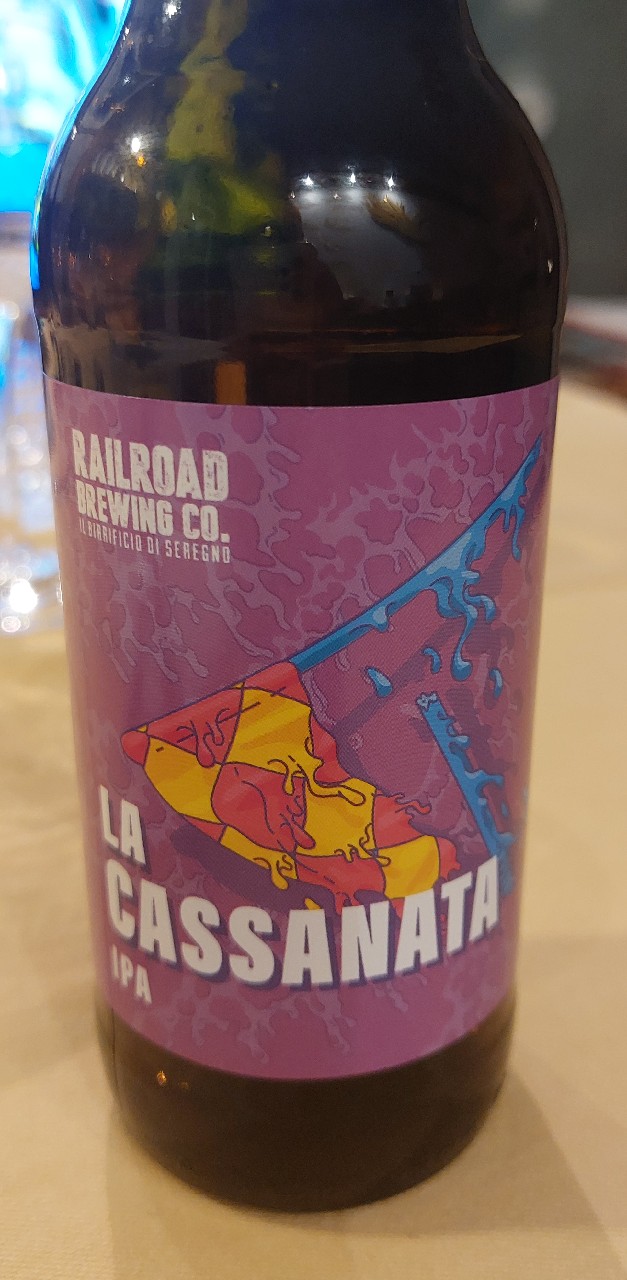 RAILROAD
BREWING CO.
IL BIRRIFICIO DI SEREGNO
LA
CASSANATA
IPA